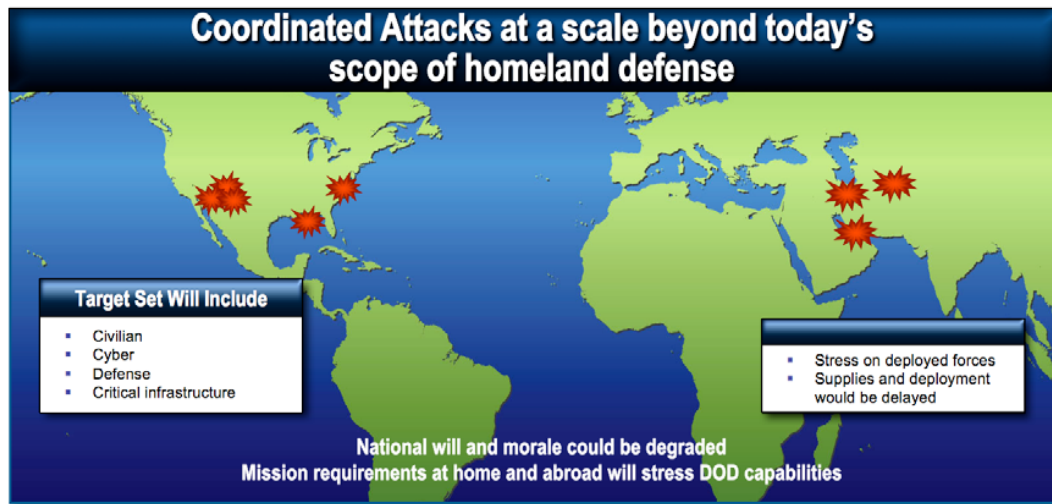 Coordinated Attacks at a scale beyond today's
scope of homeland defense
Target Set Will Include
Civilian
Cyber
Defense
Critical infrastructure
Stress on deployed forces
Supplies and deployment
would be delayed
National will and morale could be degraded
Mission requirements at home and abroad will stress DOD capabilities